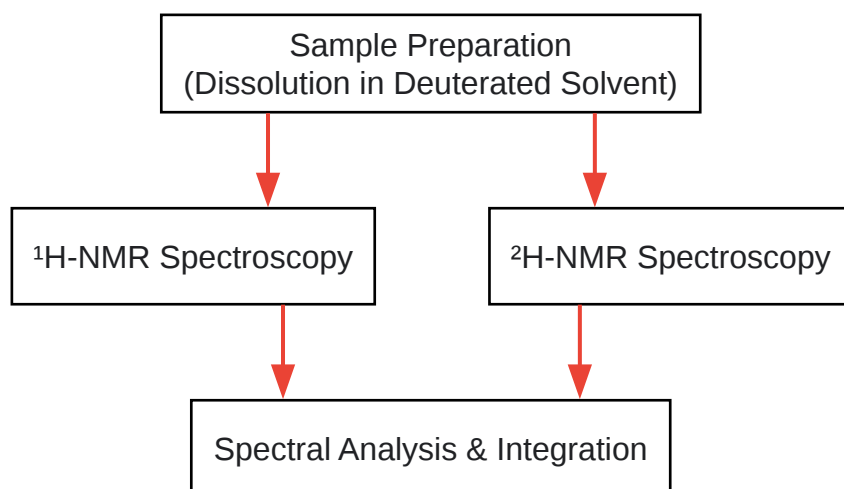 Sample Preparation
(Dissolution in Deuterated Solvent)
¹H-NMR Spectroscopy
²H-NMR Spectroscopy
Spectral Analysis & Integration